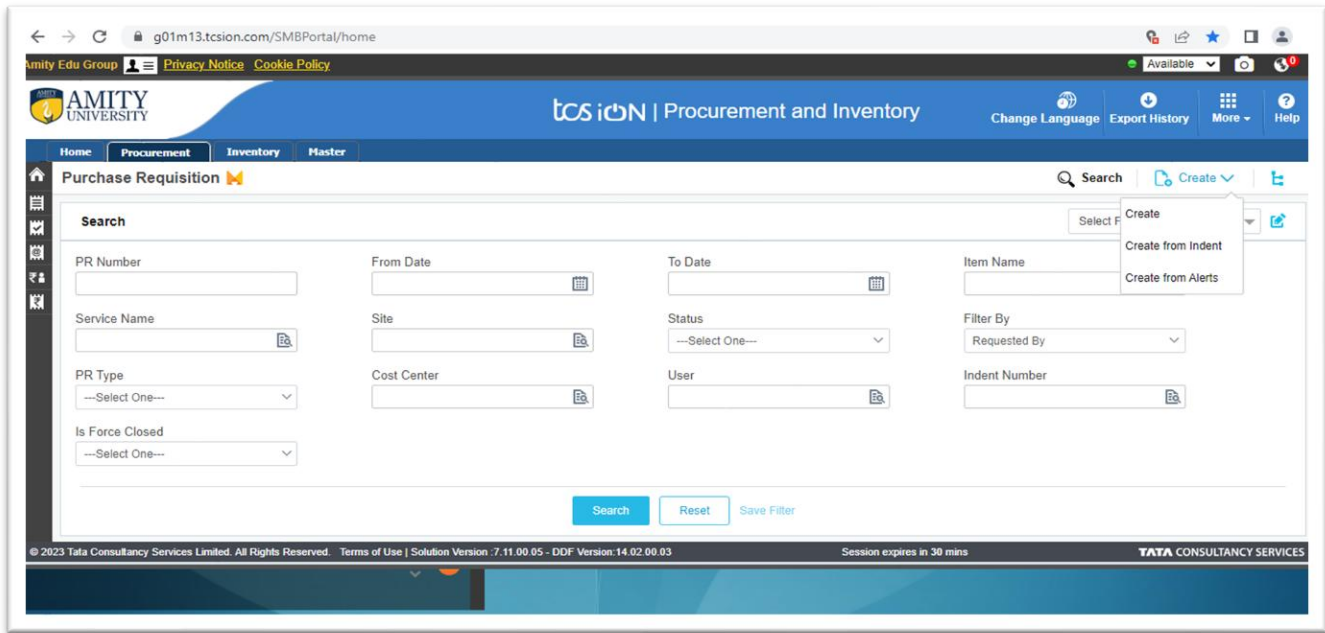 g01m13.tcsion.com/SMBPortal/home
Amity Edu Group Privacy Notice Cookie Policy Available 0
AMITY
AMITY
UNIVERSITY
tcs iON | Procurement and Inventory
Change Language Export History More Help
Home Procurement Inventory Master
Purchase Requisition Search Create
Search Select F
Create
Create from Indent
Create from Alerts
PR Number From Date To Date Item Name
Service Name Site Status Filter By
---Select One--- Requested By
PR Type Cost Center User Indent Number
---Select One---
Is Force Closed
---Select One---
Search Reset Save Filter
© 2023 Tata Consultancy Services Limited. All Rights Reserved. Terms of Use | Solution Version :7.11.00.05 - DDF Version:14.02.00.03 Session expires in 30 mins TATA CONSULTANCY SERVICES